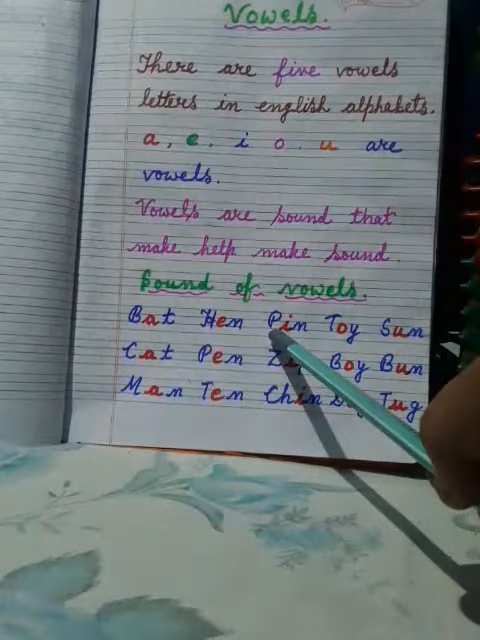 Vowels.
There are five vowels
letters in english alphabets.
a, e. i o. u are
vowels.
Vowels are sound that
make help make sound.
Sound of vowels.
Bat Hen Pin Toy Sun
Cat Pen Boy Bun
Man Ten Chin Tug